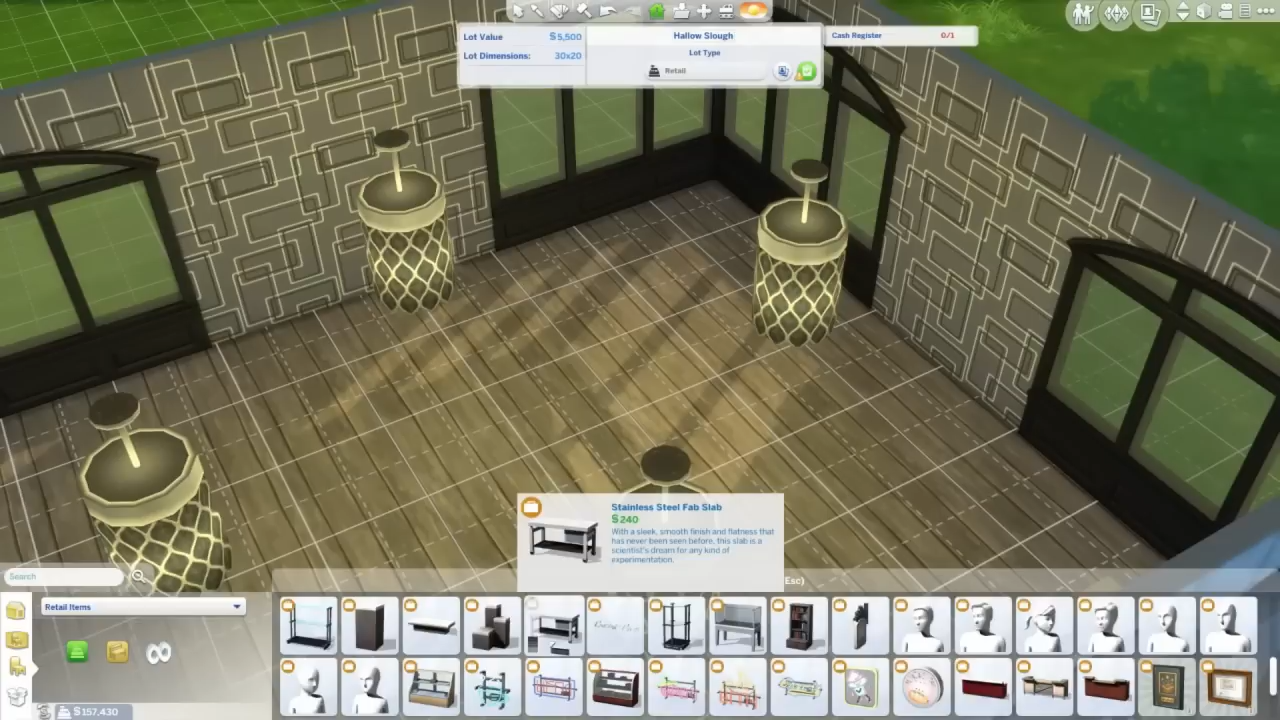 Lot Value $5,500
Lot Dimensions: 30x20
Hallow Slough
Lot Type
Retail
Cash Register 0/1
Stainless Steel Fab Slab
$240
With a sleek, smooth finish and flatness that
has never been seen before, this slab is a
scientist's dream for any kind of
experimentation.
Esc)
Search
Retail Items
$157,430